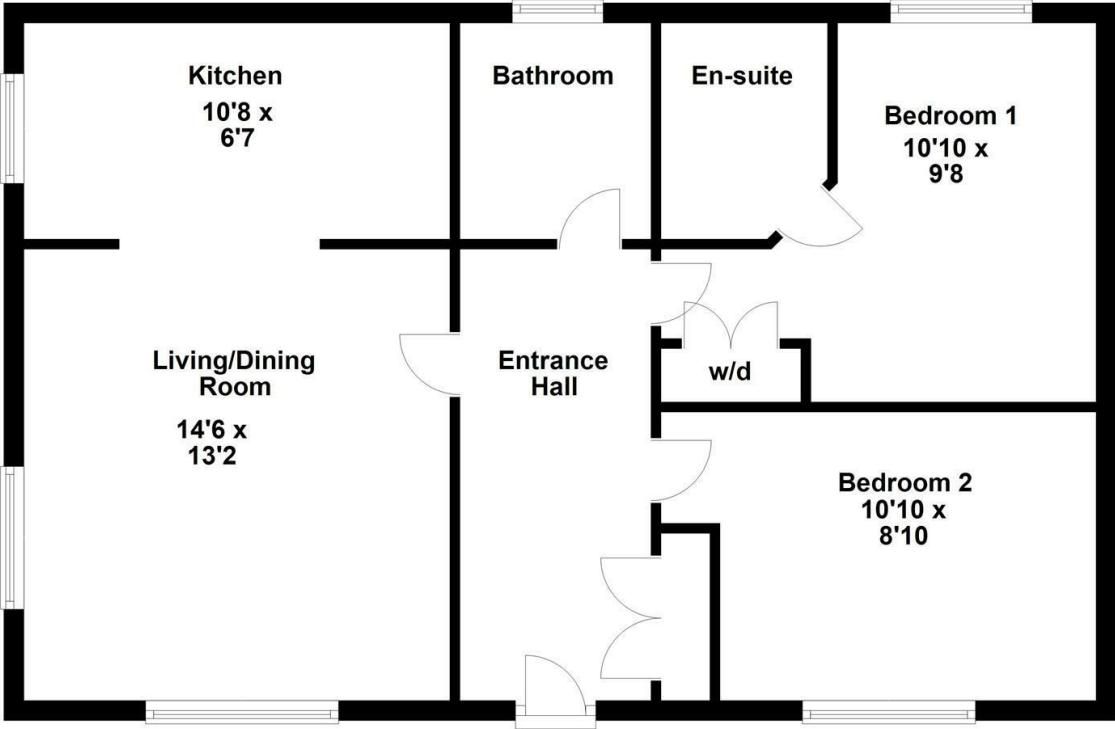 Kitchen
10'8 x
6'7
Bathroom
En-suite
Bedroom 1
10'10 x
9'8
Living/Dining
Room
14'6 x
13'2
Entrance
Hall
w/d
Bedroom 2
10'10 x
8'10